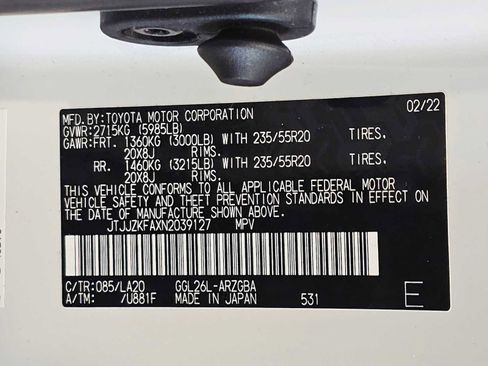 MFD.BY:TOYOTA MOTOR CORPORATION 02/22
GVWR:2715KG (5985LB)
GAWR:FRT. 1360KG (3000LB) WITH 235/55R20 TIRES,
20X8J RIMS.
RR. 1460KG (3215LB) WITH 235/55R20 TIRES,
20X8J RIMS.
THIS VEHICLE CONFORMS TO ALL APPLICABLE FEDERAL MOTOR
VEHICLE SAFETY AND THEFT PREVENTION STANDARDS IN EFFECT
ON THE DATE OF MANUFACTURE SHOWN ABOVE.
JTJJZKFAXN2039127 MPV
C/TR:085/LA20 GGL26L-ARZGBA
A/TM: /U881F MADE IN JAPAN 531 E